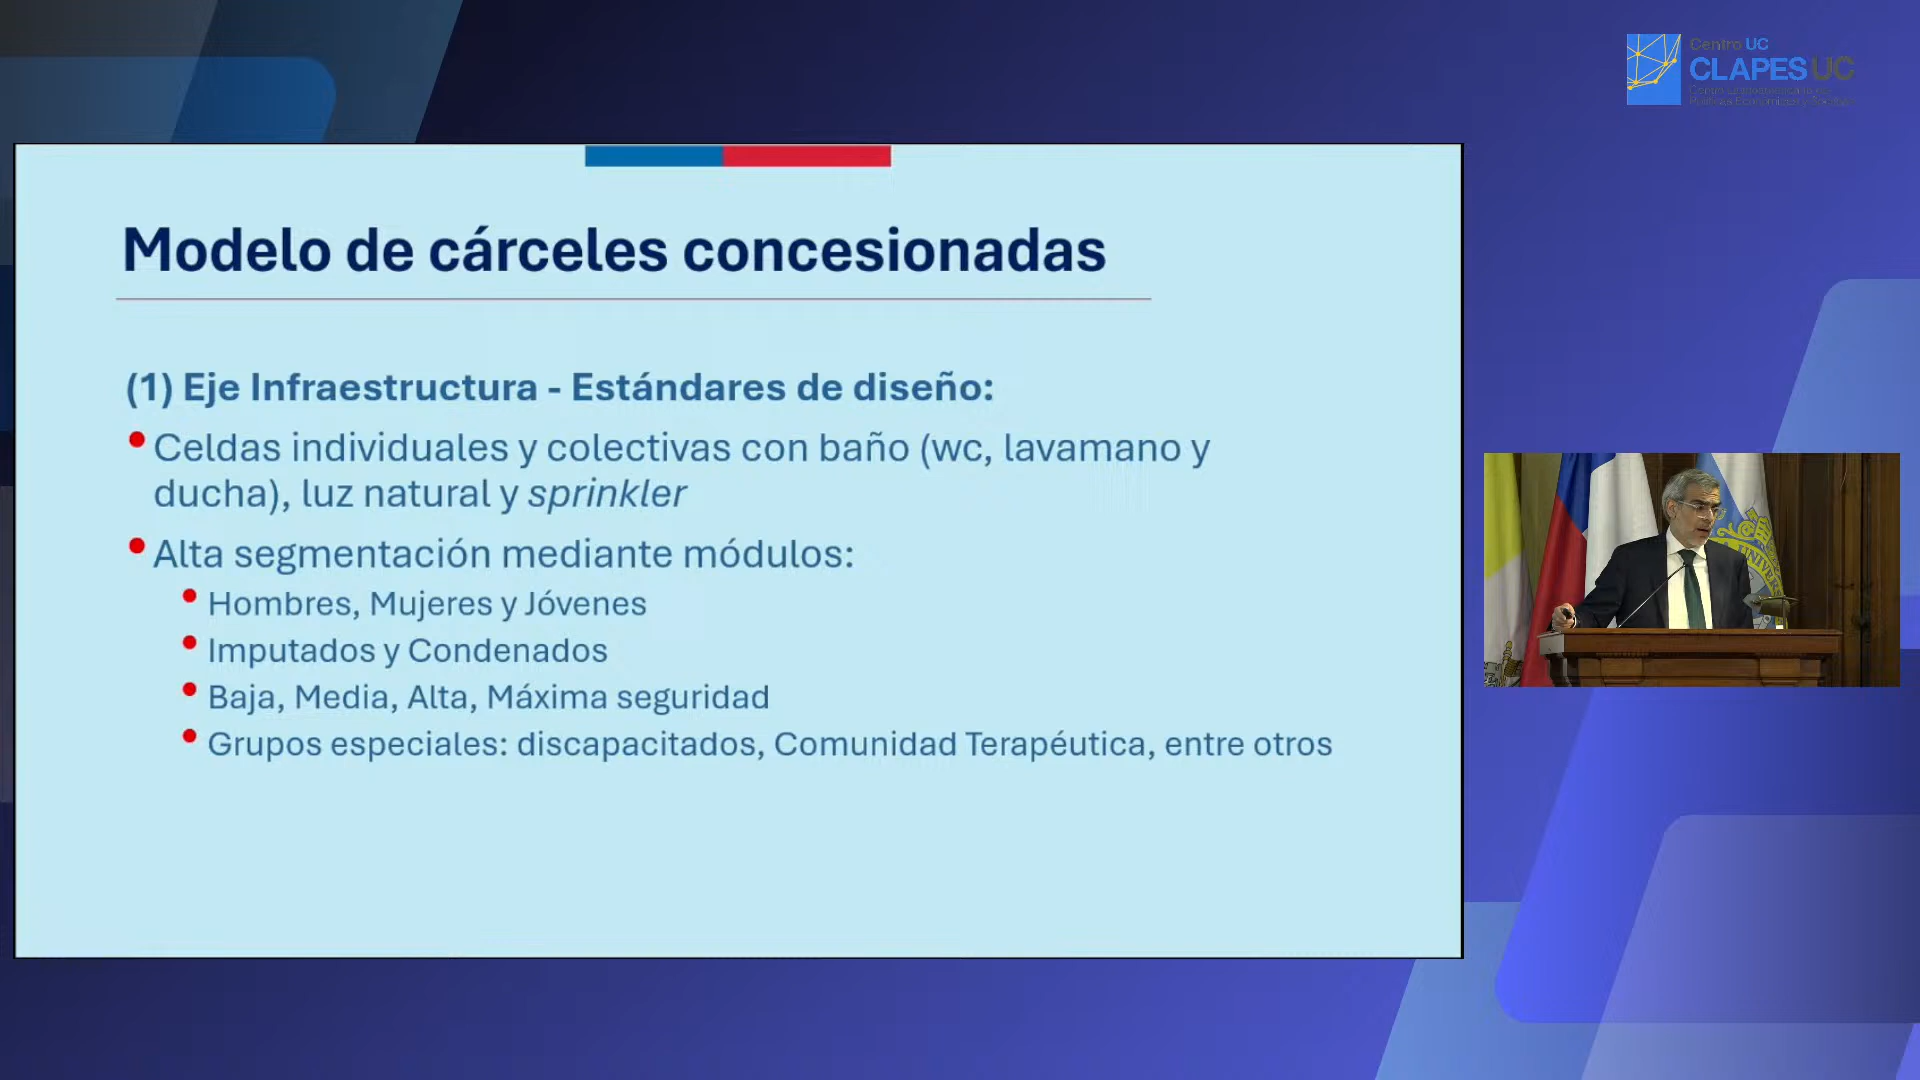 Centro UC
CLAPES UC
Modelo de cárceles concesionadas
(1) Eje Infraestructura - Estándares de diseño:
Celdas individuales y colectivas con baño (wc, lavamano y
ducha), luz natural y sprinkler
Alta segmentación mediante módulos:
Hombres, Mujeres y Jóvenes
Imputados y Condenados
Baja, Media, Alta, Máxima seguridad
Grupos especiales: discapacitados, Comunidad Terapéutica, entre otros